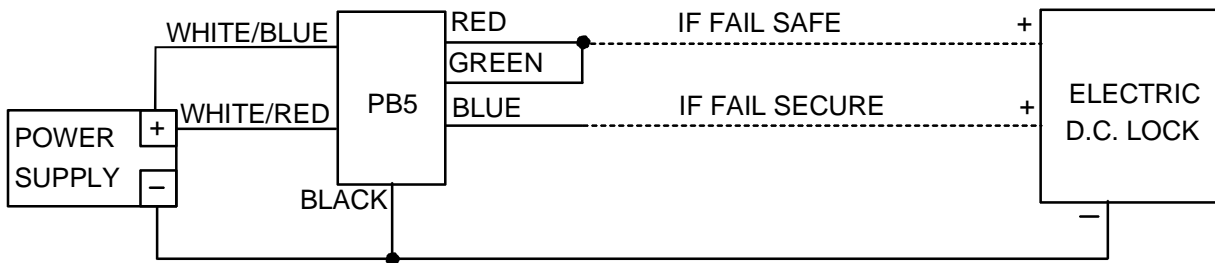 WHITE/BLUE
RED
IF FAIL SAFE
+
GREEN
PB5
POWER
SUPPLY
+
−
WHITE/RED
BLUE
IF FAIL SECURE
+
ELECTRIC
D.C. LOCK
BLACK
−